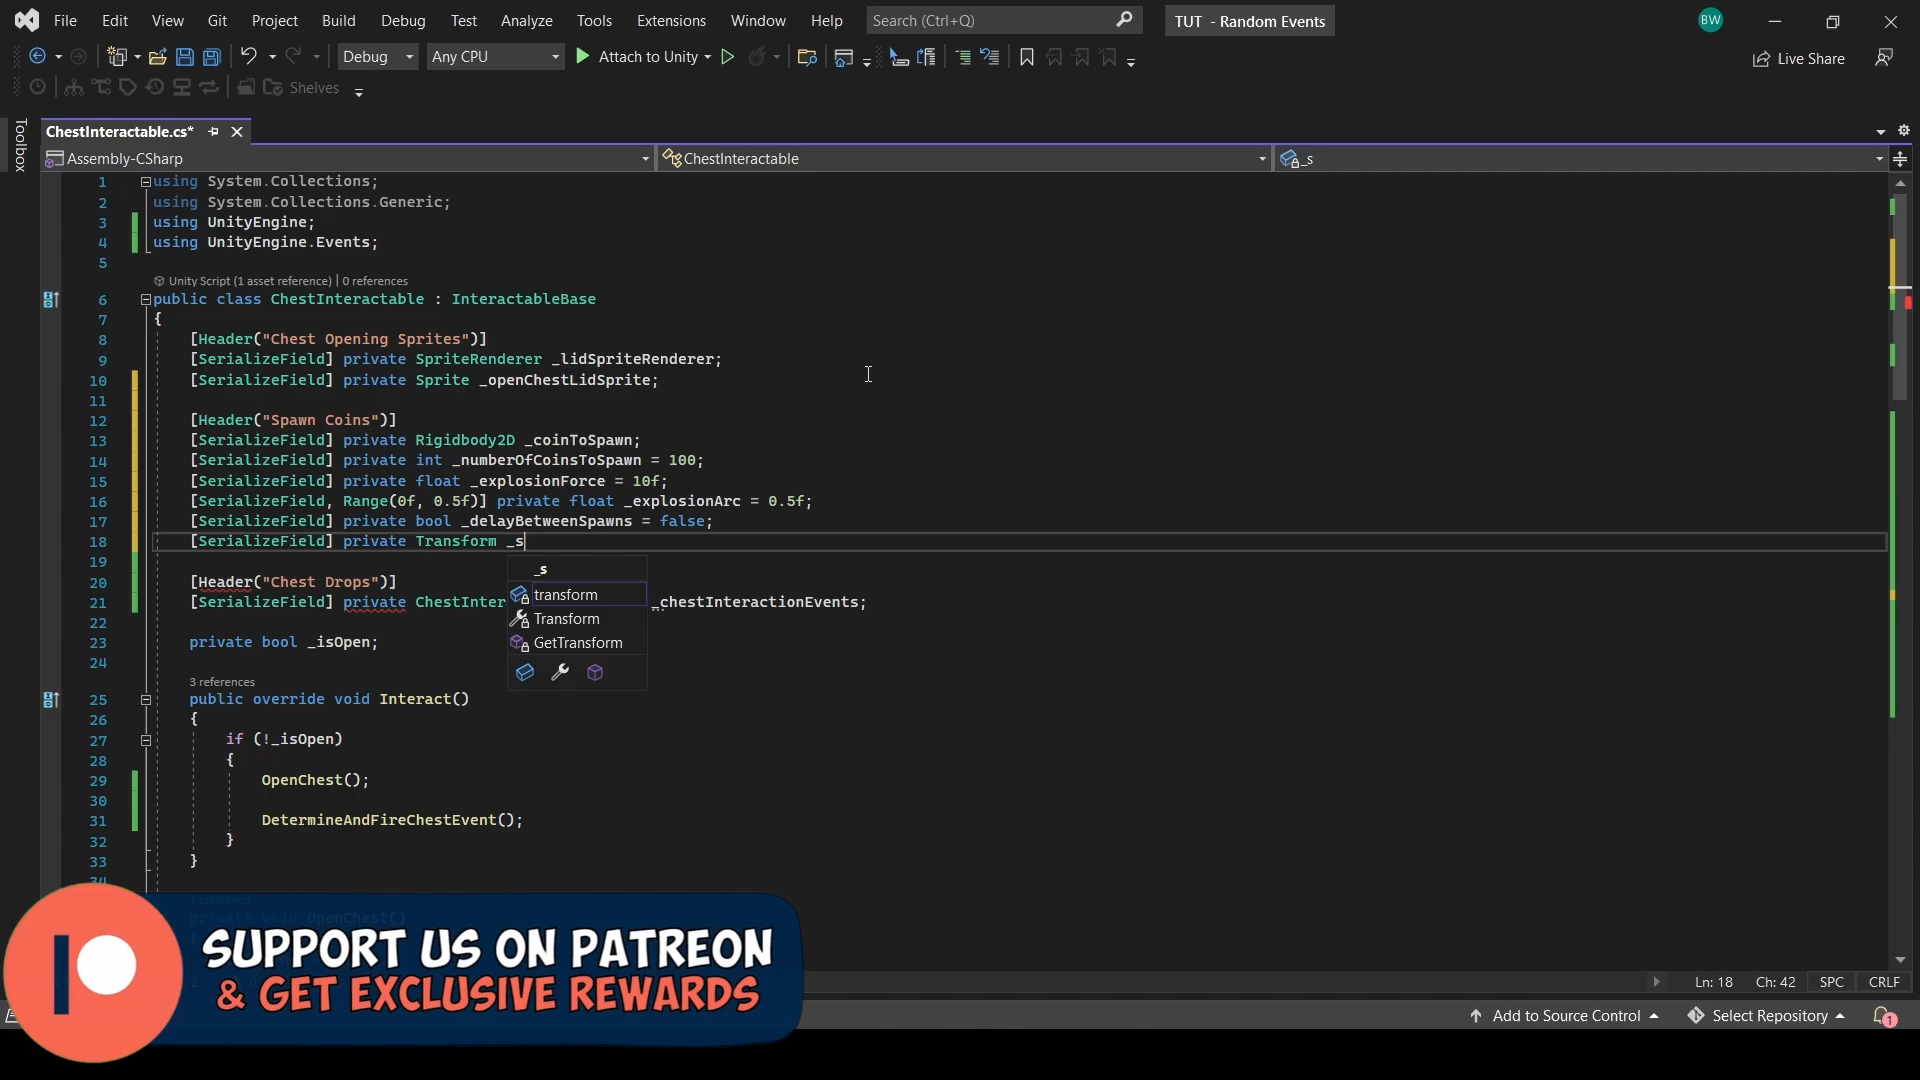 File Edit View Git Project Build Debug Test Analyze Tools Extensions Window Help Search (Ctrl+Q) TUT - Random Events BW
Debug Any CPU Attach to Unity Live Share
Shelves
Toolbox
ChestInteractable.cs*
Assembly-CSharp ChestInteractable _s
1 using System.Collections;
2 using System.Collections.Generic;
3 using UnityEngine;
4 using UnityEngine.Events;
5
Unity Script (1 asset reference) | 0 references
6 public class ChestInteractable : InteractableBase
7 {
8 [Header("Chest Opening Sprites")]
9 [SerializeField] private SpriteRenderer _lidSpriteRenderer;
10 [SerializeField] private Sprite _openChestLidSprite;
11
12 [Header("Spawn Coins")]
13 [SerializeField] private Rigidbody2D _coinToSpawn;
14 [SerializeField] private int _numberOfCoinsToSpawn = 100;
15 [SerializeField] private float _explosionForce = 10f;
16 [SerializeField, Range(0f, 0.5f)] private float _explosionArc = 0.5f;
17 [SerializeField] private bool _delayBetweenSpawns = false;
18 [SerializeField] private Transform _s
19
_s
transform
Transform
GetTransform
20 [Header("Chest Drops")]
21 [SerializeField] private ChestInter _chestInteractionEvents;
22
23 private bool _isOpen;
24
3 references
25 public override void Interact()
26 {
27 if (!_isOpen)
28 {
29 OpenChest();
30
31 DetermineAndFireChestEvent();
32 }
33 }
34
1 reference
private void OpenChest()
SUPPORT US ON PATREON
& GET EXCLUSIVE REWARDS
Ln: 18 Ch: 42 SPC CRLF
Add to Source Control Select Repository 1